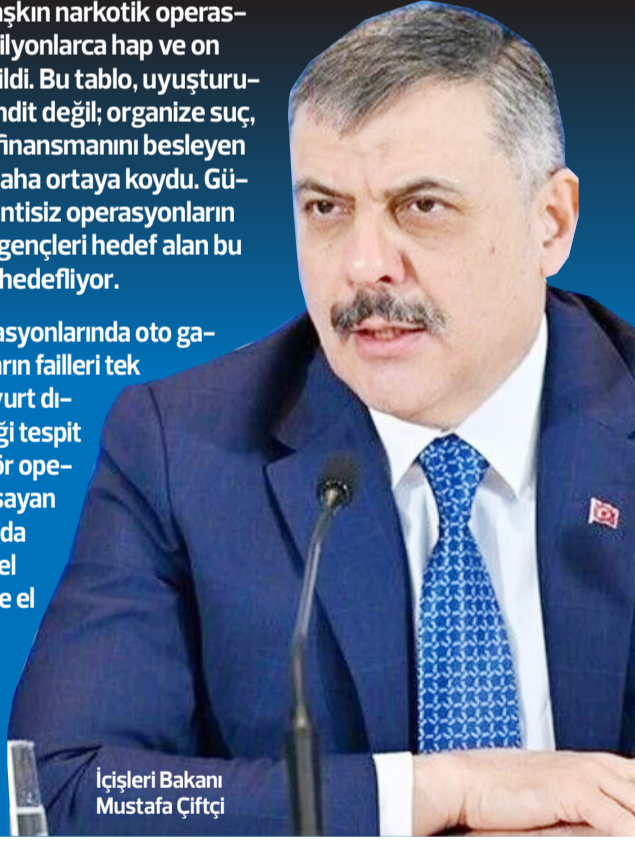 aşkın narkotik operas-
ilyonlarca hap ve on
ildi. Bu tablo, uyuşturu-
ndit değil; organize suç,
finansmanını besleyen
aha ortaya koydu. Gü-
ntisiz operasyonların
gençleri hedef alan bu
hedefliyor.
asyonlarında oto ga-
arın failleri tek
yurt dı-
ği tespit
ör ope-
sayan
da
el
e el
İçişleri Bakanı
Mustafa Çiftçi